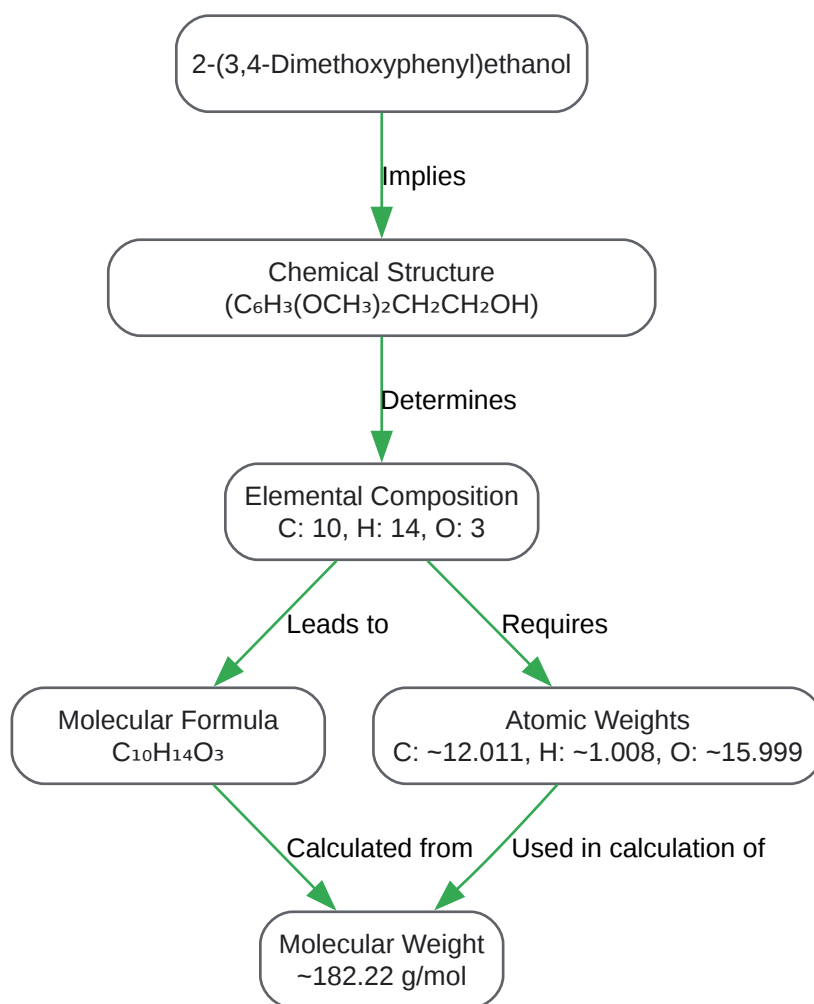 2-(3,4-Dimethoxyphenyl)ethanol
Implies
Chemical Structure
(C₆H₃(OCH₃)₂CH₂CH₂OH)
Determines
Elemental Composition
C: 10, H: 14, O: 3
Leads to
Requires
Molecular Formula
C₁₀H₁₄O₃
Atomic Weights
C: ~12.011, H: ~1.008, O: ~15.999
Calculated from
Used in calculation of
Molecular Weight
~182.22 g/mol